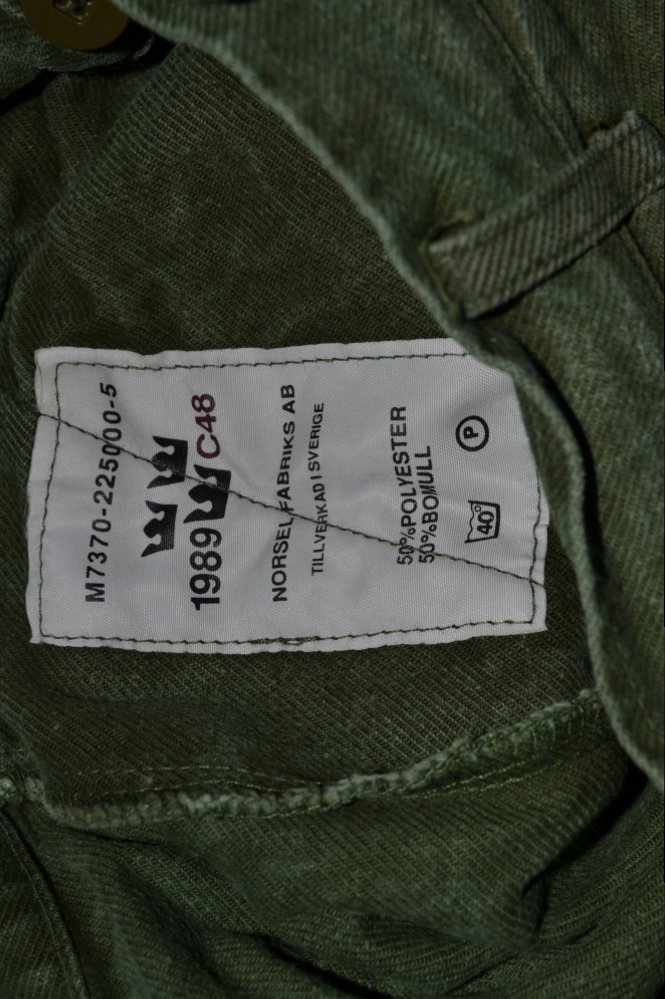 M7370-225000-5
1989 C48
NORSEL FABRIKS AB
TILLVERKAD I SVERIGE
50% POLYESTER
50% BOMULL
40°
P